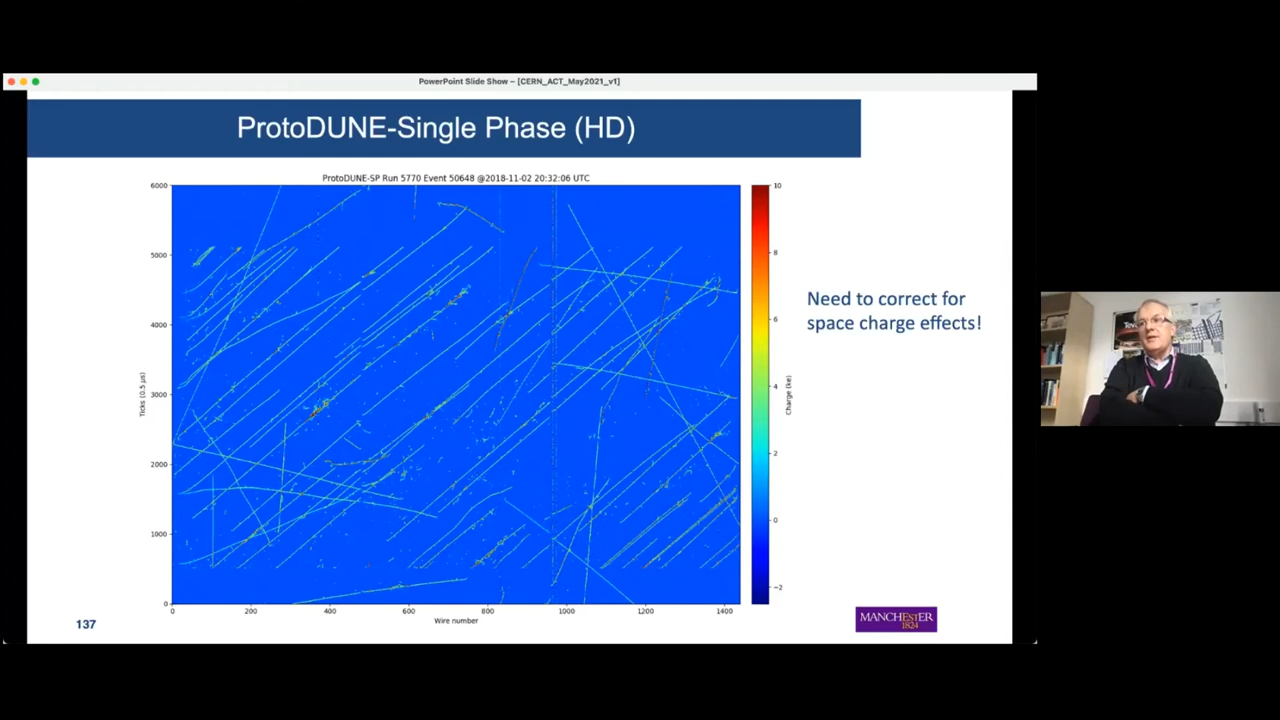 PowerPoint Slide Show – [CERN_ACT_May2021_v1]
ProtoDUNE-Single Phase (HD)
ProtoDUNE-SP Run 5770 Event 50648 @2018-11-02 20:32:06 UTC
6000
5000
4000
3000
2000
1000
0
Ticks (0.5 μs)
0
200
400
600
800
1000
1200
1400
Wire number
10
8
6
4
2
0
−2
Charge (ke)
Need to correct for
space charge effects!
137
MANCHESTER
1824